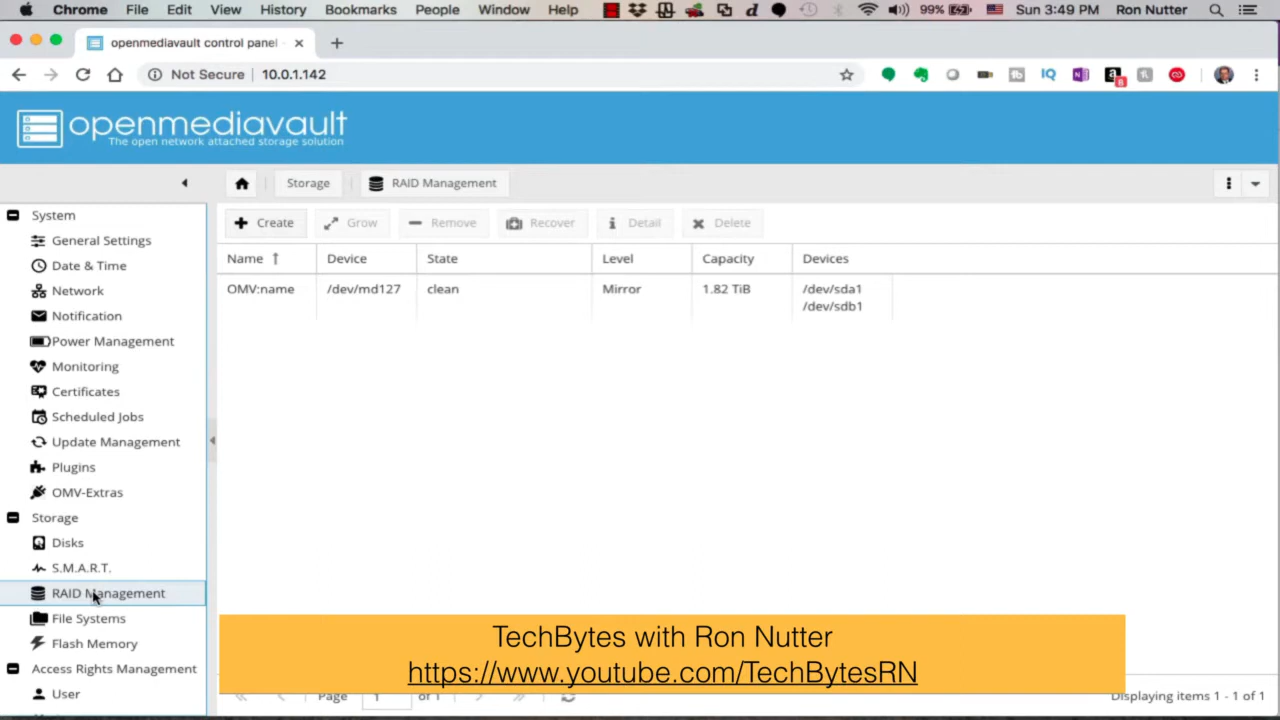 Chrome File Edit View History Bookmarks People Window Help 99% Sun 3:49 PM Ron Nutter
openmediavault control panel
Not Secure 10.0.1.142
openmediavault
The open network attached storage solution
Storage RAID Management
System
General Settings
Date & Time
Network
Notification
Power Management
Monitoring
Certificates
Scheduled Jobs
Update Management
Plugins
OMV-Extras
Storage
Disks
S.M.A.R.T.
RAID Management
File Systems
Flash Memory
Access Rights Management
User
Create Grow Remove Recover Detail Delete
Name Device State Level Capacity Devices
OMV:name /dev/md127 clean Mirror 1.82 TiB /dev/sda1
/dev/sdb1
TechBytes with Ron Nutter
https://www.youtube.com/TechBytesRN
Page 1 of 1 Displaying items 1 - 1 of 1